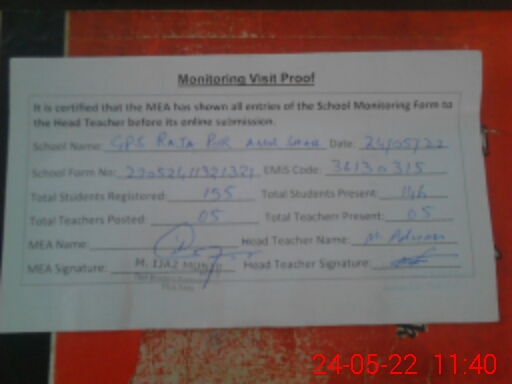 Monitoring Visit Proof
It is certified that the MEA has shown all entries of the School Monitoring Form to
the Head Teacher before its online submission.
School Name: GPS RAJA PUR Date: 24/05/22
School Form No: EMIS Code: 36130315
Total Students Registered: 195 Total Students Present: 146
Total Teachers Posted: 05 Total Teachers Present: 05
MEA Name: Head Teacher Name: M. Adnan
MEA Signature: M. IJAZ Head Teacher Signature:
24-05-22 11:40